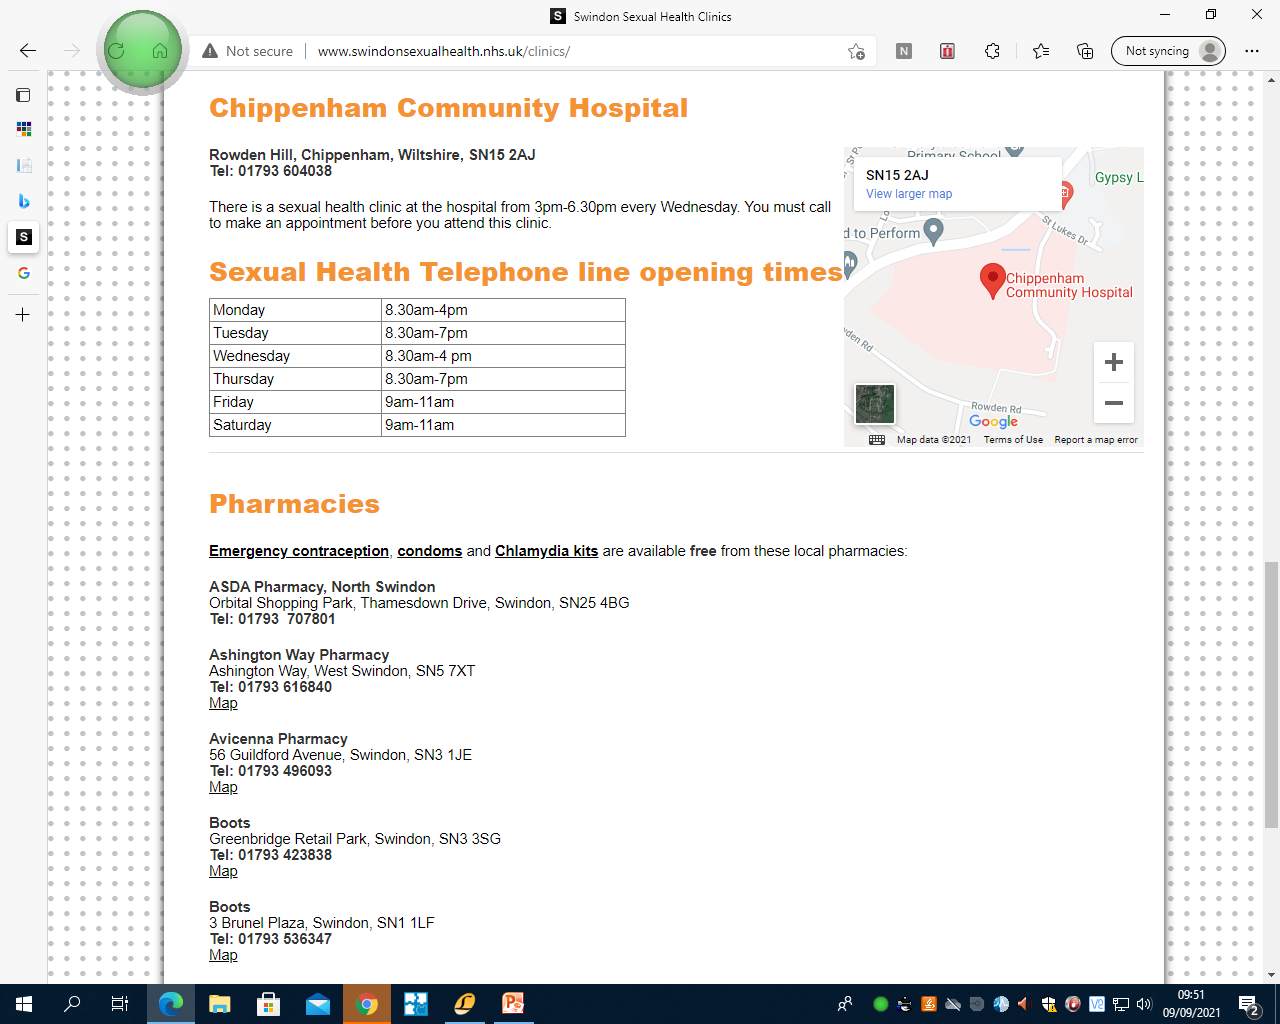 Swindon Sexual Health Clinics
Not secure
www.swindonsexualhealth.nhs.uk/clinics/
Not syncing
Chippenham Community Hospital
Rowden Hill, Chippenham, Wiltshire, SN15 2AJ
Tel: 01793 604038
There is a sexual health clinic at the hospital from 3pm-6.30pm every Wednesday. You must call
to make an appointment before you attend this clinic.
Primary School
SN15 2AJ
View larger map
Gypsy L
St Lukes Dr
d to Perform
Chippenham
Community Hospital
wden Rd
Rowden Rd
Google
Map data ©2021 Terms of Use Report a map error
Sexual Health Telephone line opening times
Monday 8.30am-4pm
Tuesday 8.30am-7pm
Wednesday 8.30am-4 pm
Thursday 8.30am-7pm
Friday 9am-11am
Saturday 9am-11am
Pharmacies
Emergency contraception, condoms and Chlamydia kits are available free from these local pharmacies:
ASDA Pharmacy, North Swindon
Orbital Shopping Park, Thamesdown Drive, Swindon, SN25 4BG
Tel: 01793  707801
Ashington Way Pharmacy
Ashington Way, West Swindon, SN5 7XT
Tel: 01793 616840
Map
Avicenna Pharmacy
56 Guildford Avenue, Swindon, SN3 1JE
Tel: 01793 496093
Map
Boots
Greenbridge Retail Park, Swindon, SN3 3SG
Tel: 01793 423838
Map
Boots
3 Brunel Plaza, Swindon, SN1 1LF
Tel: 01793 536347
Map
09:51
09/09/2021
2